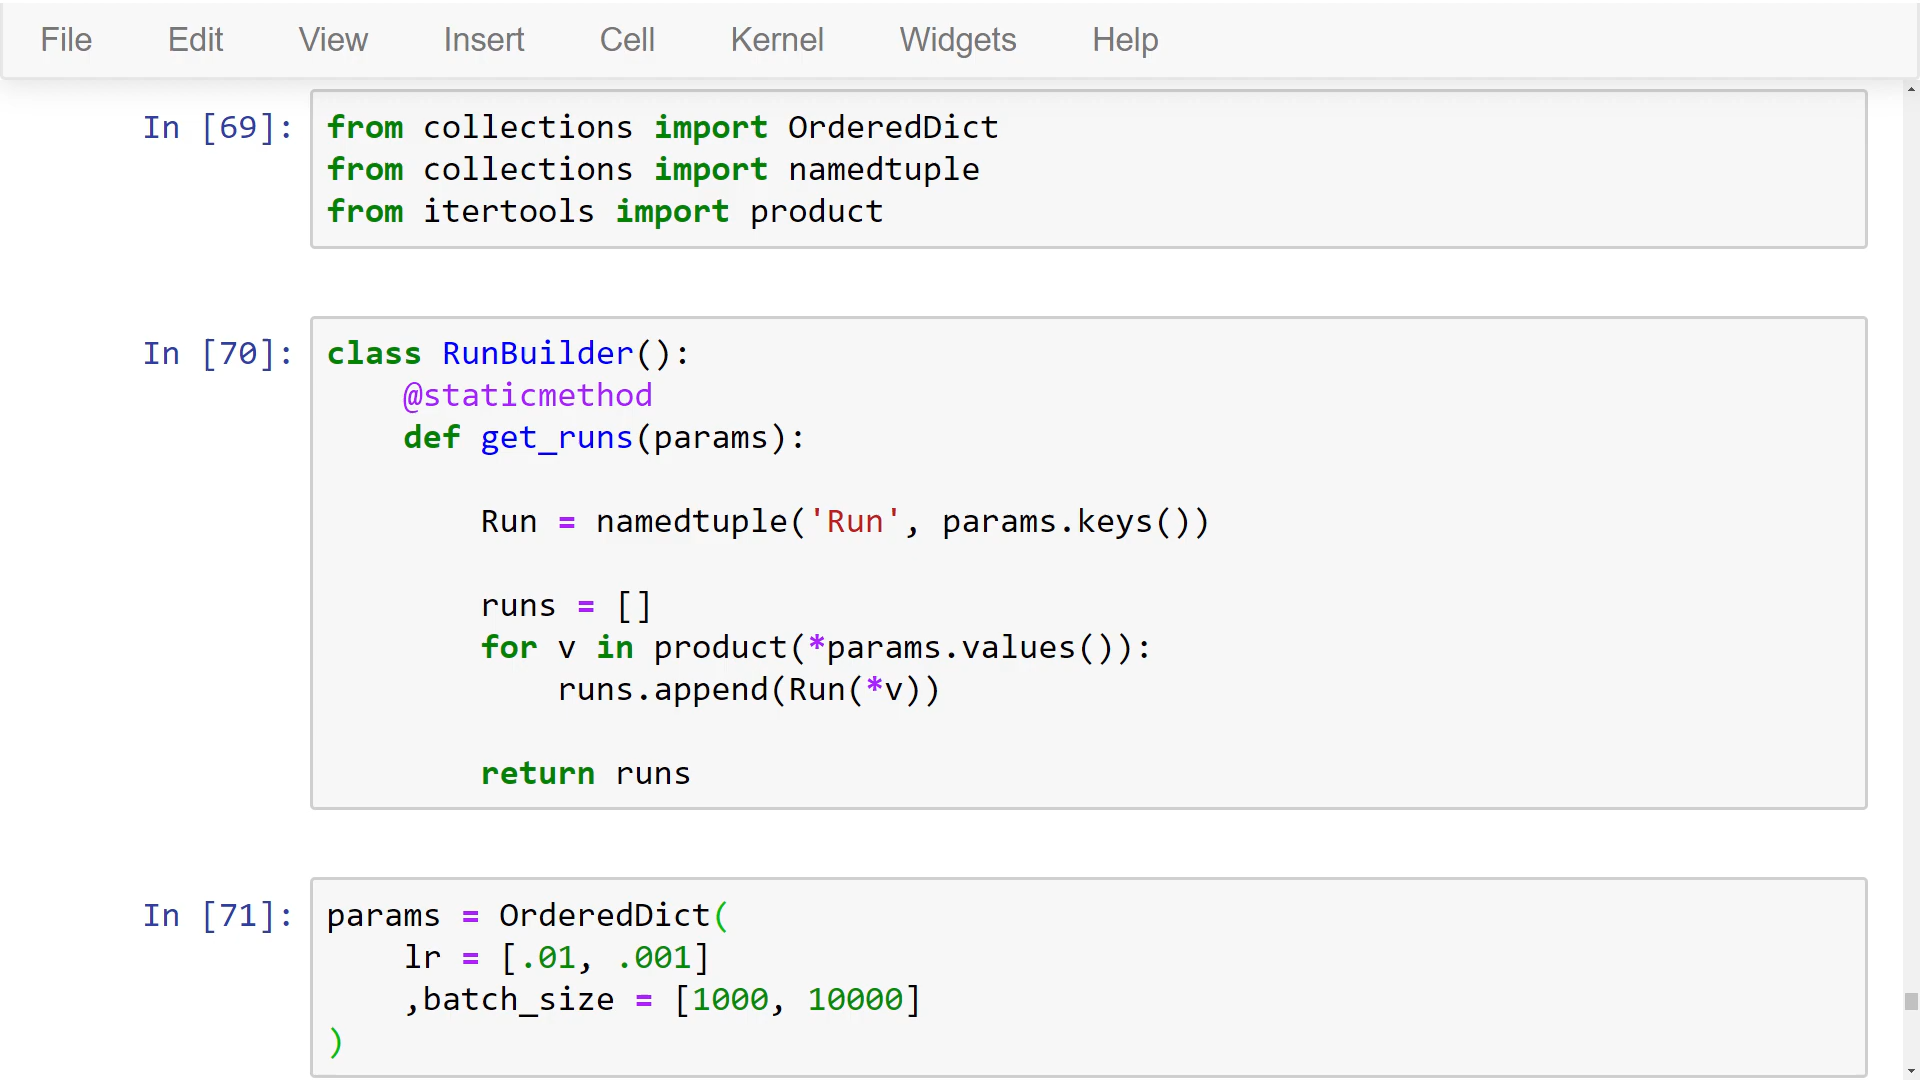 File Edit View Insert Cell Kernel Widgets Help
In [69]: from collections import OrderedDict
from collections import namedtuple
from itertools import product
In [70]: class RunBuilder():
    @staticmethod
    def get_runs(params):
        Run = namedtuple('Run', params.keys())
        runs = []
        for v in product(*params.values()):
            runs.append(Run(*v))
        return runs
In [71]: params = OrderedDict(
    lr = [.01, .001]
    ,batch_size = [1000, 10000]
)